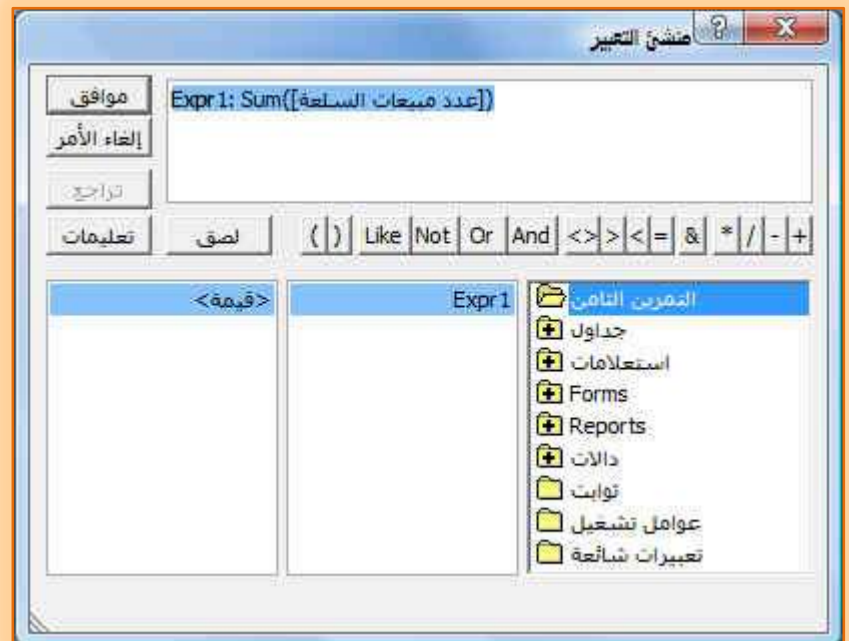 منشئ التعبير
Expr1: Sum([عدد مبيعات السلعة])
موافق
إلغاء الأمر
تراجع
+ - / * & = < > <> And Or Not Like ) (
لصق
تعليمات
التمرين الثامن
جداول
استعلامات
Forms
Reports
دالات
ثوابت
عوامل تشغيل
تعبيرات شائعة
Expr1
<قيمة>